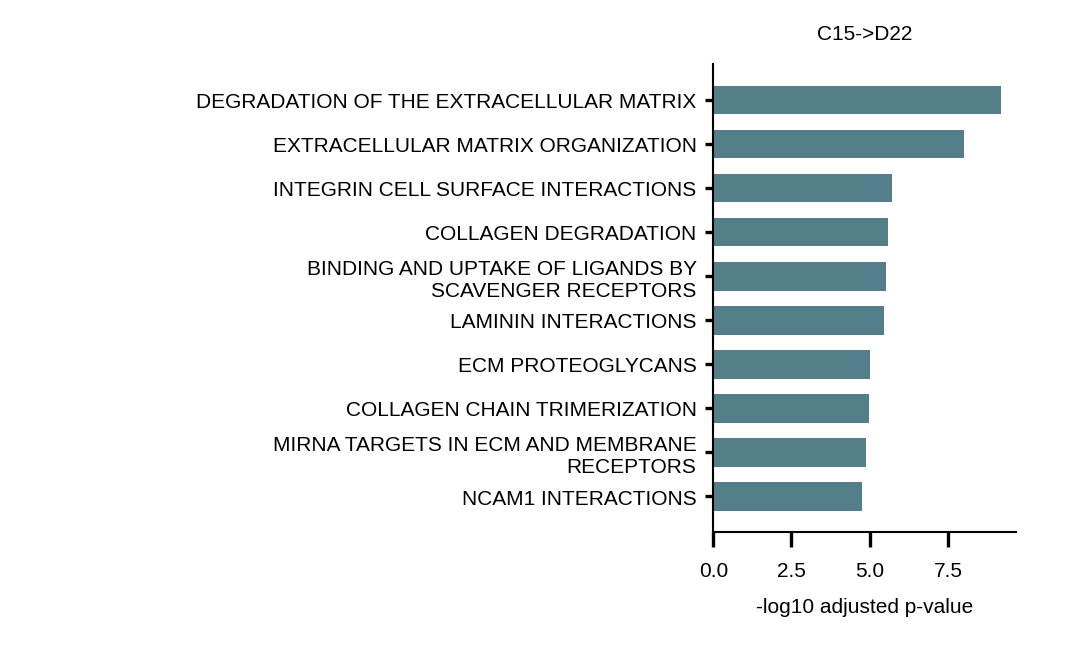 C15->D22
DEGRADATION OF THE EXTRACELLULAR MATRIX
EXTRACELLULAR MATRIX ORGANIZATION
INTEGRIN CELL SURFACE INTERACTIONS
COLLAGEN DEGRADATION
BINDING AND UPTAKE OF LIGANDS BY
SCAVENGER RECEPTORS
LAMININ INTERACTIONS
ECM PROTEOGLYCANS
COLLAGEN CHAIN TRIMERIZATION
MIRNA TARGETS IN ECM AND MEMBRANE
RECEPTORS
NCAM1 INTERACTIONS
0.0 2.5 5.0 7.5
-log10 adjusted p-value